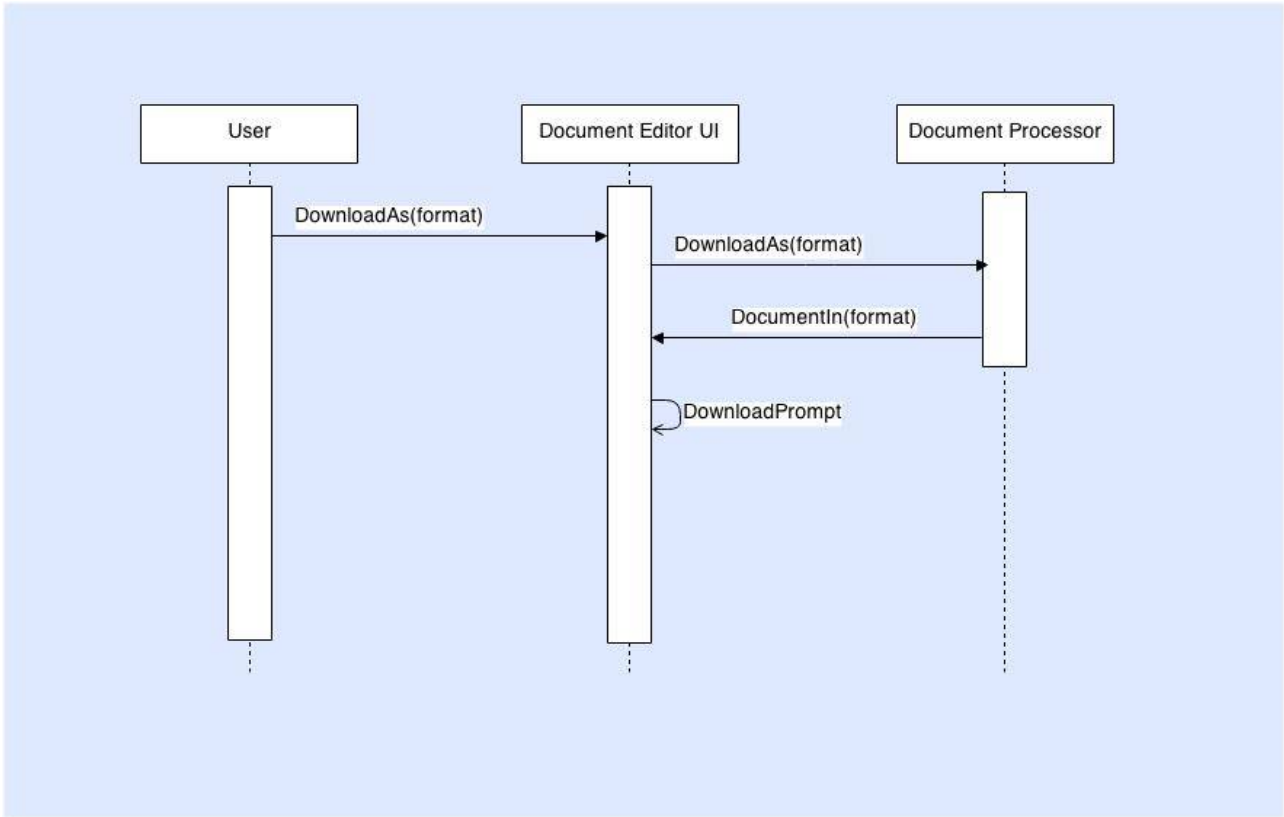 User
Document Editor UI
Document Processor
DownloadAs(format)
DownloadAs(format)
DocumentIn(format)
DownloadPrompt